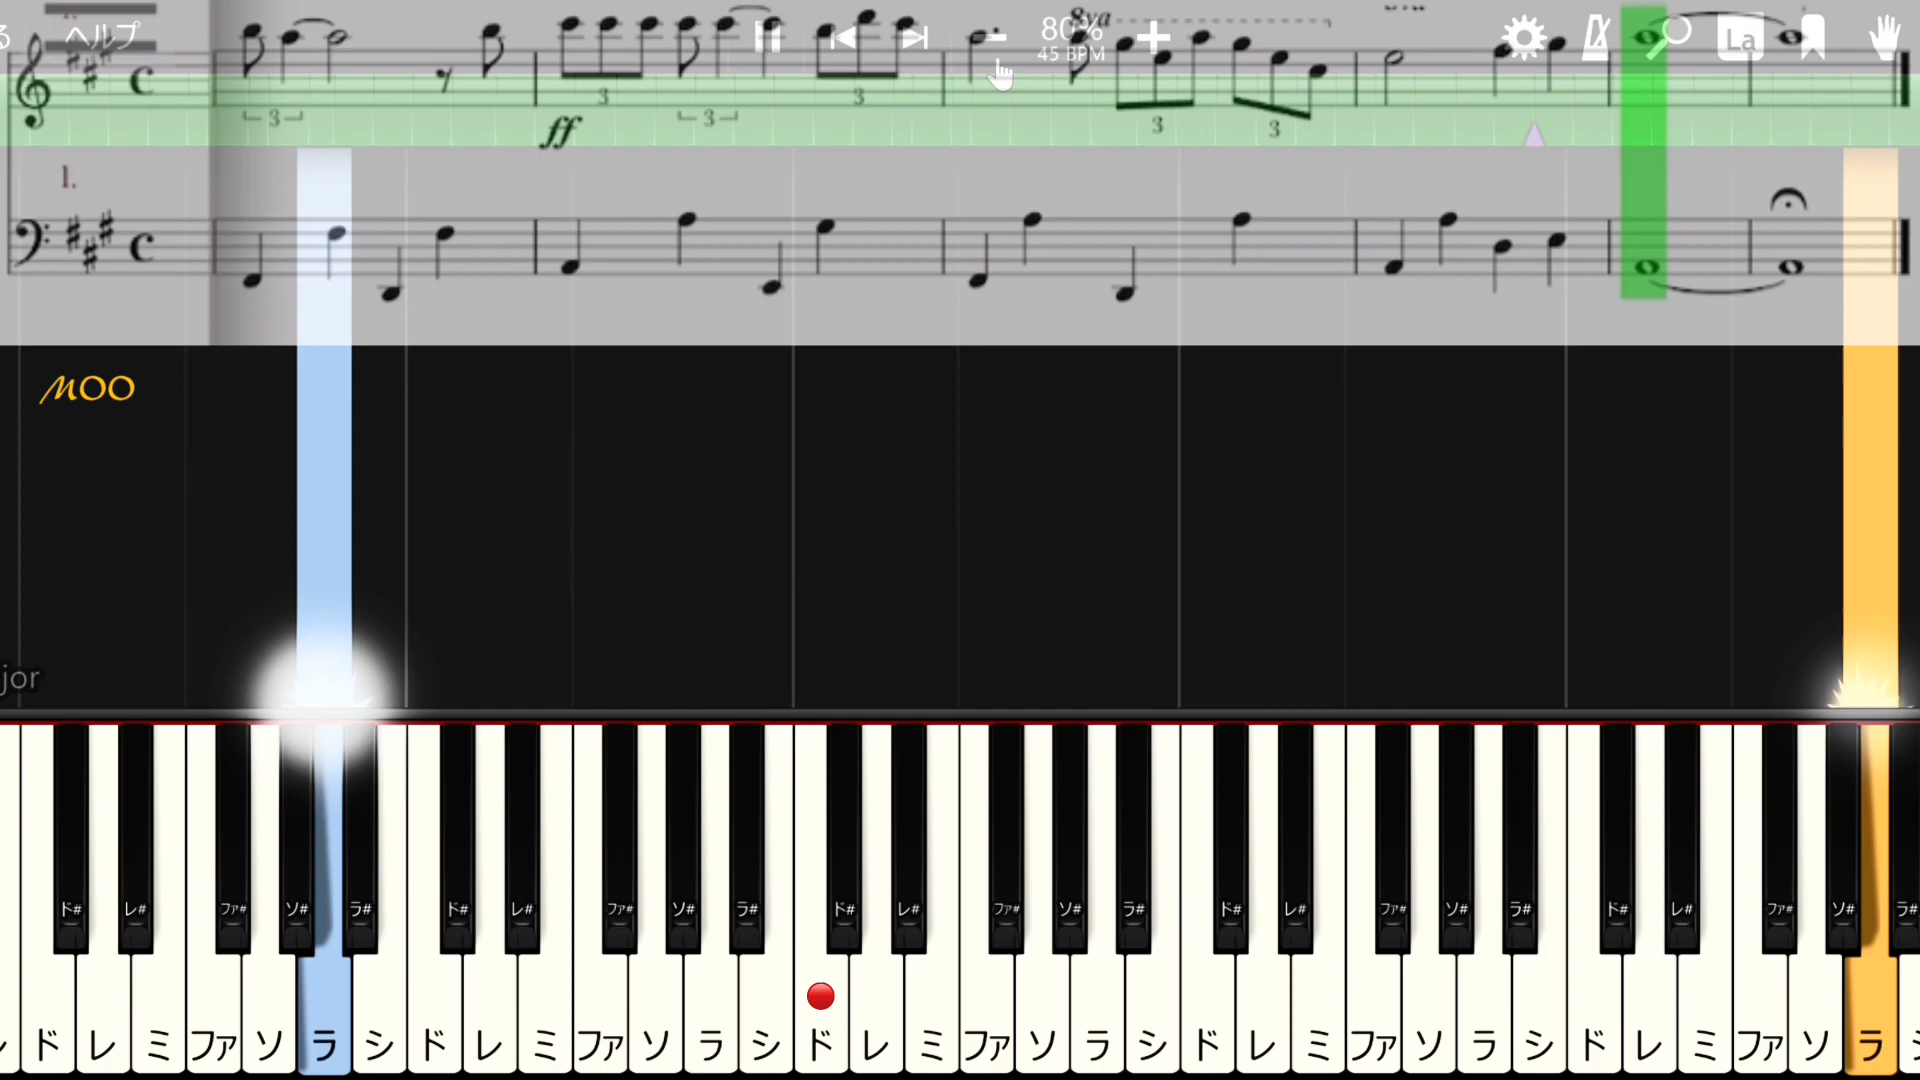 ヘルプ
80%
45 BPM
La
8va
3 3 3 3 3 3
ff
1.
MOO
jor
ド# レ# ファ# ソ# ラ# ド# レ# ファ# ソ# ラ# ド# レ# ファ# ソ# ラ# ド# レ# ファ# ソ# ラ# ド# レ# ファ# ソ# ラ#
ド レ ミ ファ ソ ラ シ ド レ ミ ファ ソ ラ シ ド レ ミ ファ ソ ラ シ ド レ ミ ファ ソ ラ シ ド レ ミ ファ ソ ラ